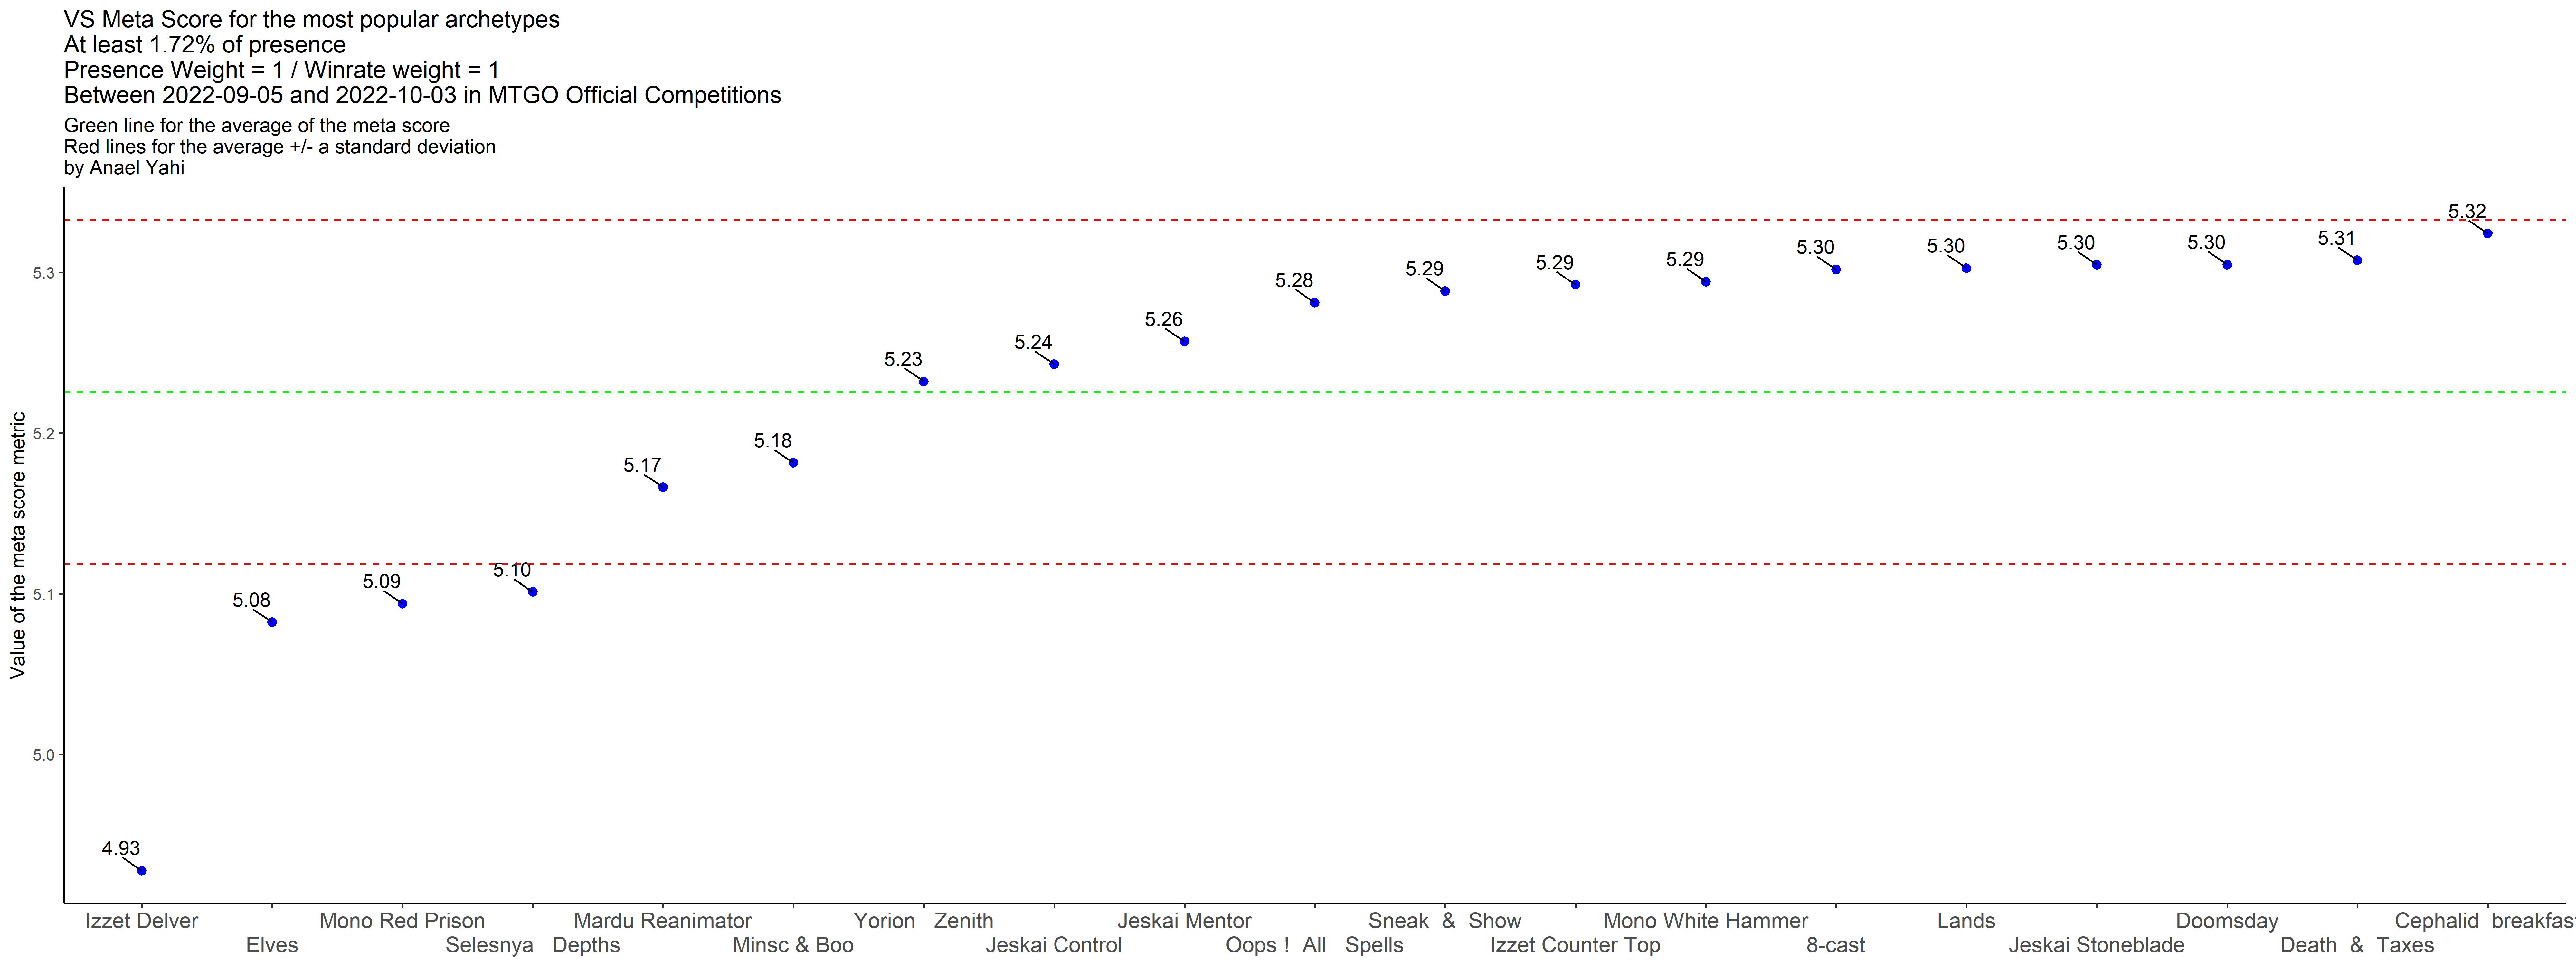 VS Meta Score for the most popular archetypes
At least 1.72% of presence
Presence Weight = 1 / Winrate weight = 1
Between 2022-09-05 and 2022-10-03 in MTGO Official Competitions
Green line for the average of the meta score
Red lines for the average +/- a standard deviation
by Anael Yahi
Value of the meta score metric
5.3
5.2
5.1
5.0
4.93
5.08
5.09
5.10
5.17
5.18
5.23
5.24
5.26
5.28
5.29
5.29
5.29
5.30
5.30
5.30
5.30
5.31
5.32
Izzet Delver
Elves
Mono Red Prison
Selesnya Depths
Mardu Reanimator
Minsc & Boo
Yorion Zenith
Jeskai Control
Jeskai Mentor
Oops ! All Spells
Sneak & Show
Izzet Counter Top
Mono White Hammer
8-cast
Lands
Jeskai Stoneblade
Doomsday
Death & Taxes
Cephalid breakfas